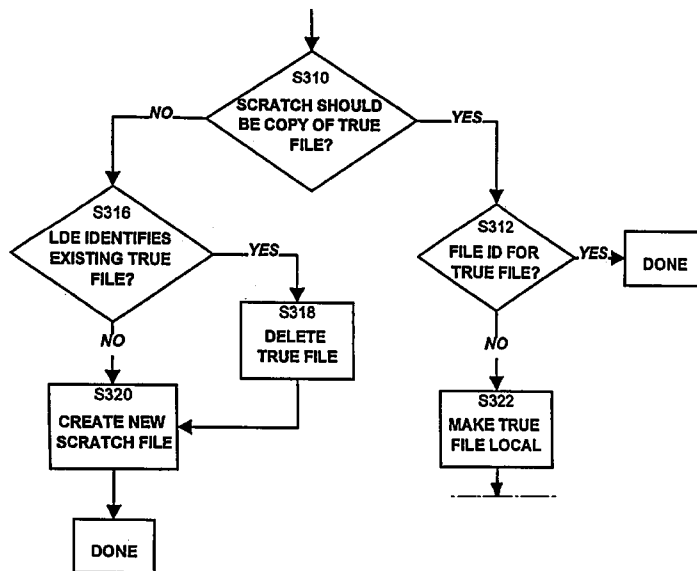 S310
SCRATCH SHOULD
BE COPY OF TRUE
FILE?
NO
YES
S316
LDE IDENTIFIES
EXISTING TRUE
FILE?
YES
NO
S312
FILE ID FOR
TRUE FILE?
YES
DONE
NO
S318
DELETE
TRUE FILE
S320
CREATE NEW
SCRATCH FILE
S322
MAKE TRUE
FILE LOCAL
DONE